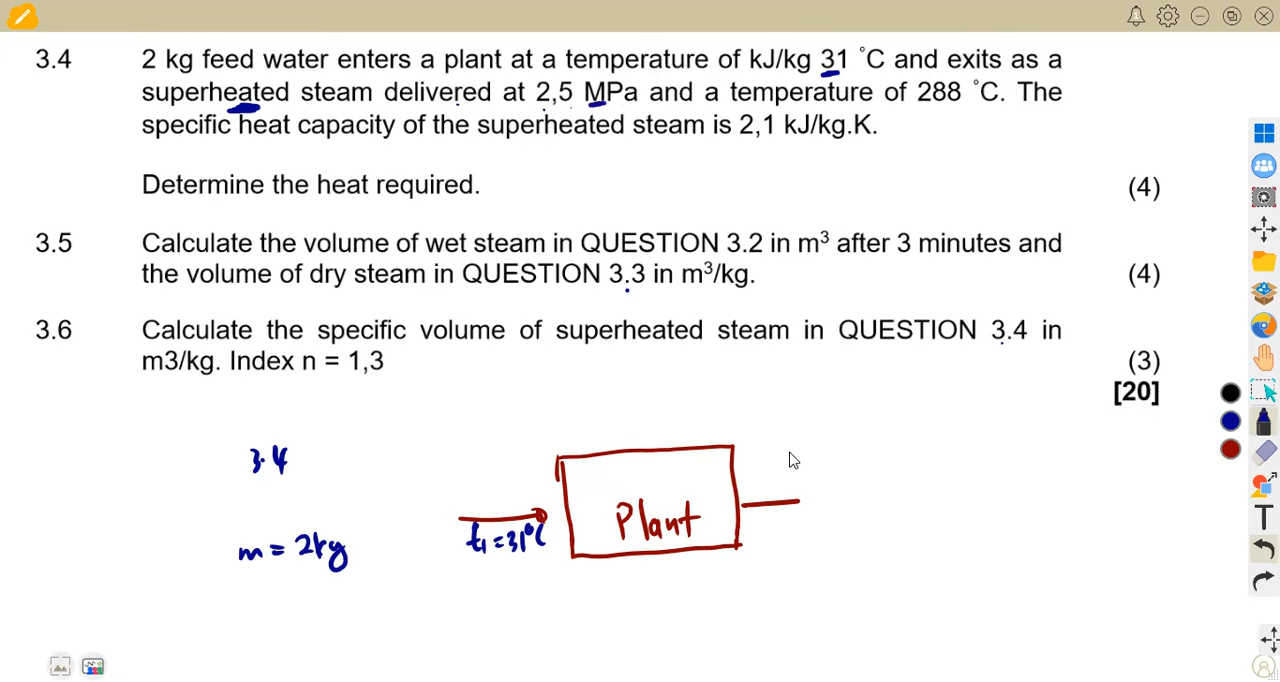 3.4 2 kg feed water enters a plant at a temperature of kJ/kg 31 °C and exits as a
superheated steam delivered at 2,5 MPa and a temperature of 288 °C. The
specific heat capacity of the superheated steam is 2,1 kJ/kg.K.
Determine the heat required. (4)
3.5 Calculate the volume of wet steam in QUESTION 3.2 in m³ after 3 minutes and
the volume of dry steam in QUESTION 3.3 in m³/kg. (4)
3.6 Calculate the specific volume of superheated steam in QUESTION 3.4 in
m3/kg. Index n = 1,3 (3)
[20]
3.4
Plant
t₁ = 31°C
m = 2kg
T